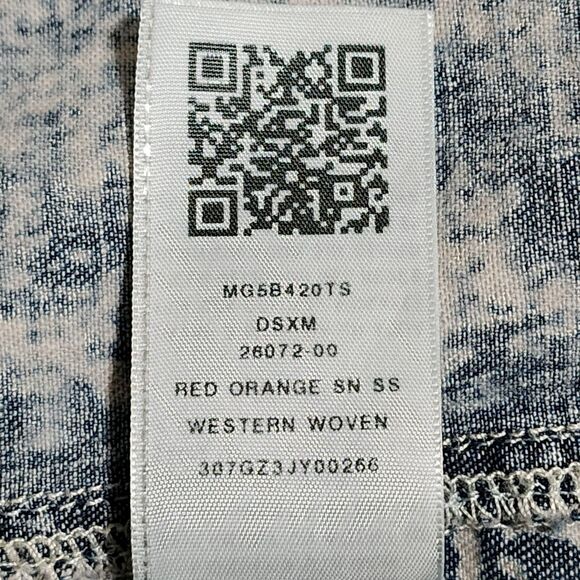 MG5B420TS
DSXM
26072-00
RED ORANGE SN SS
WESTERN WOVEN
307GZ3JY00266